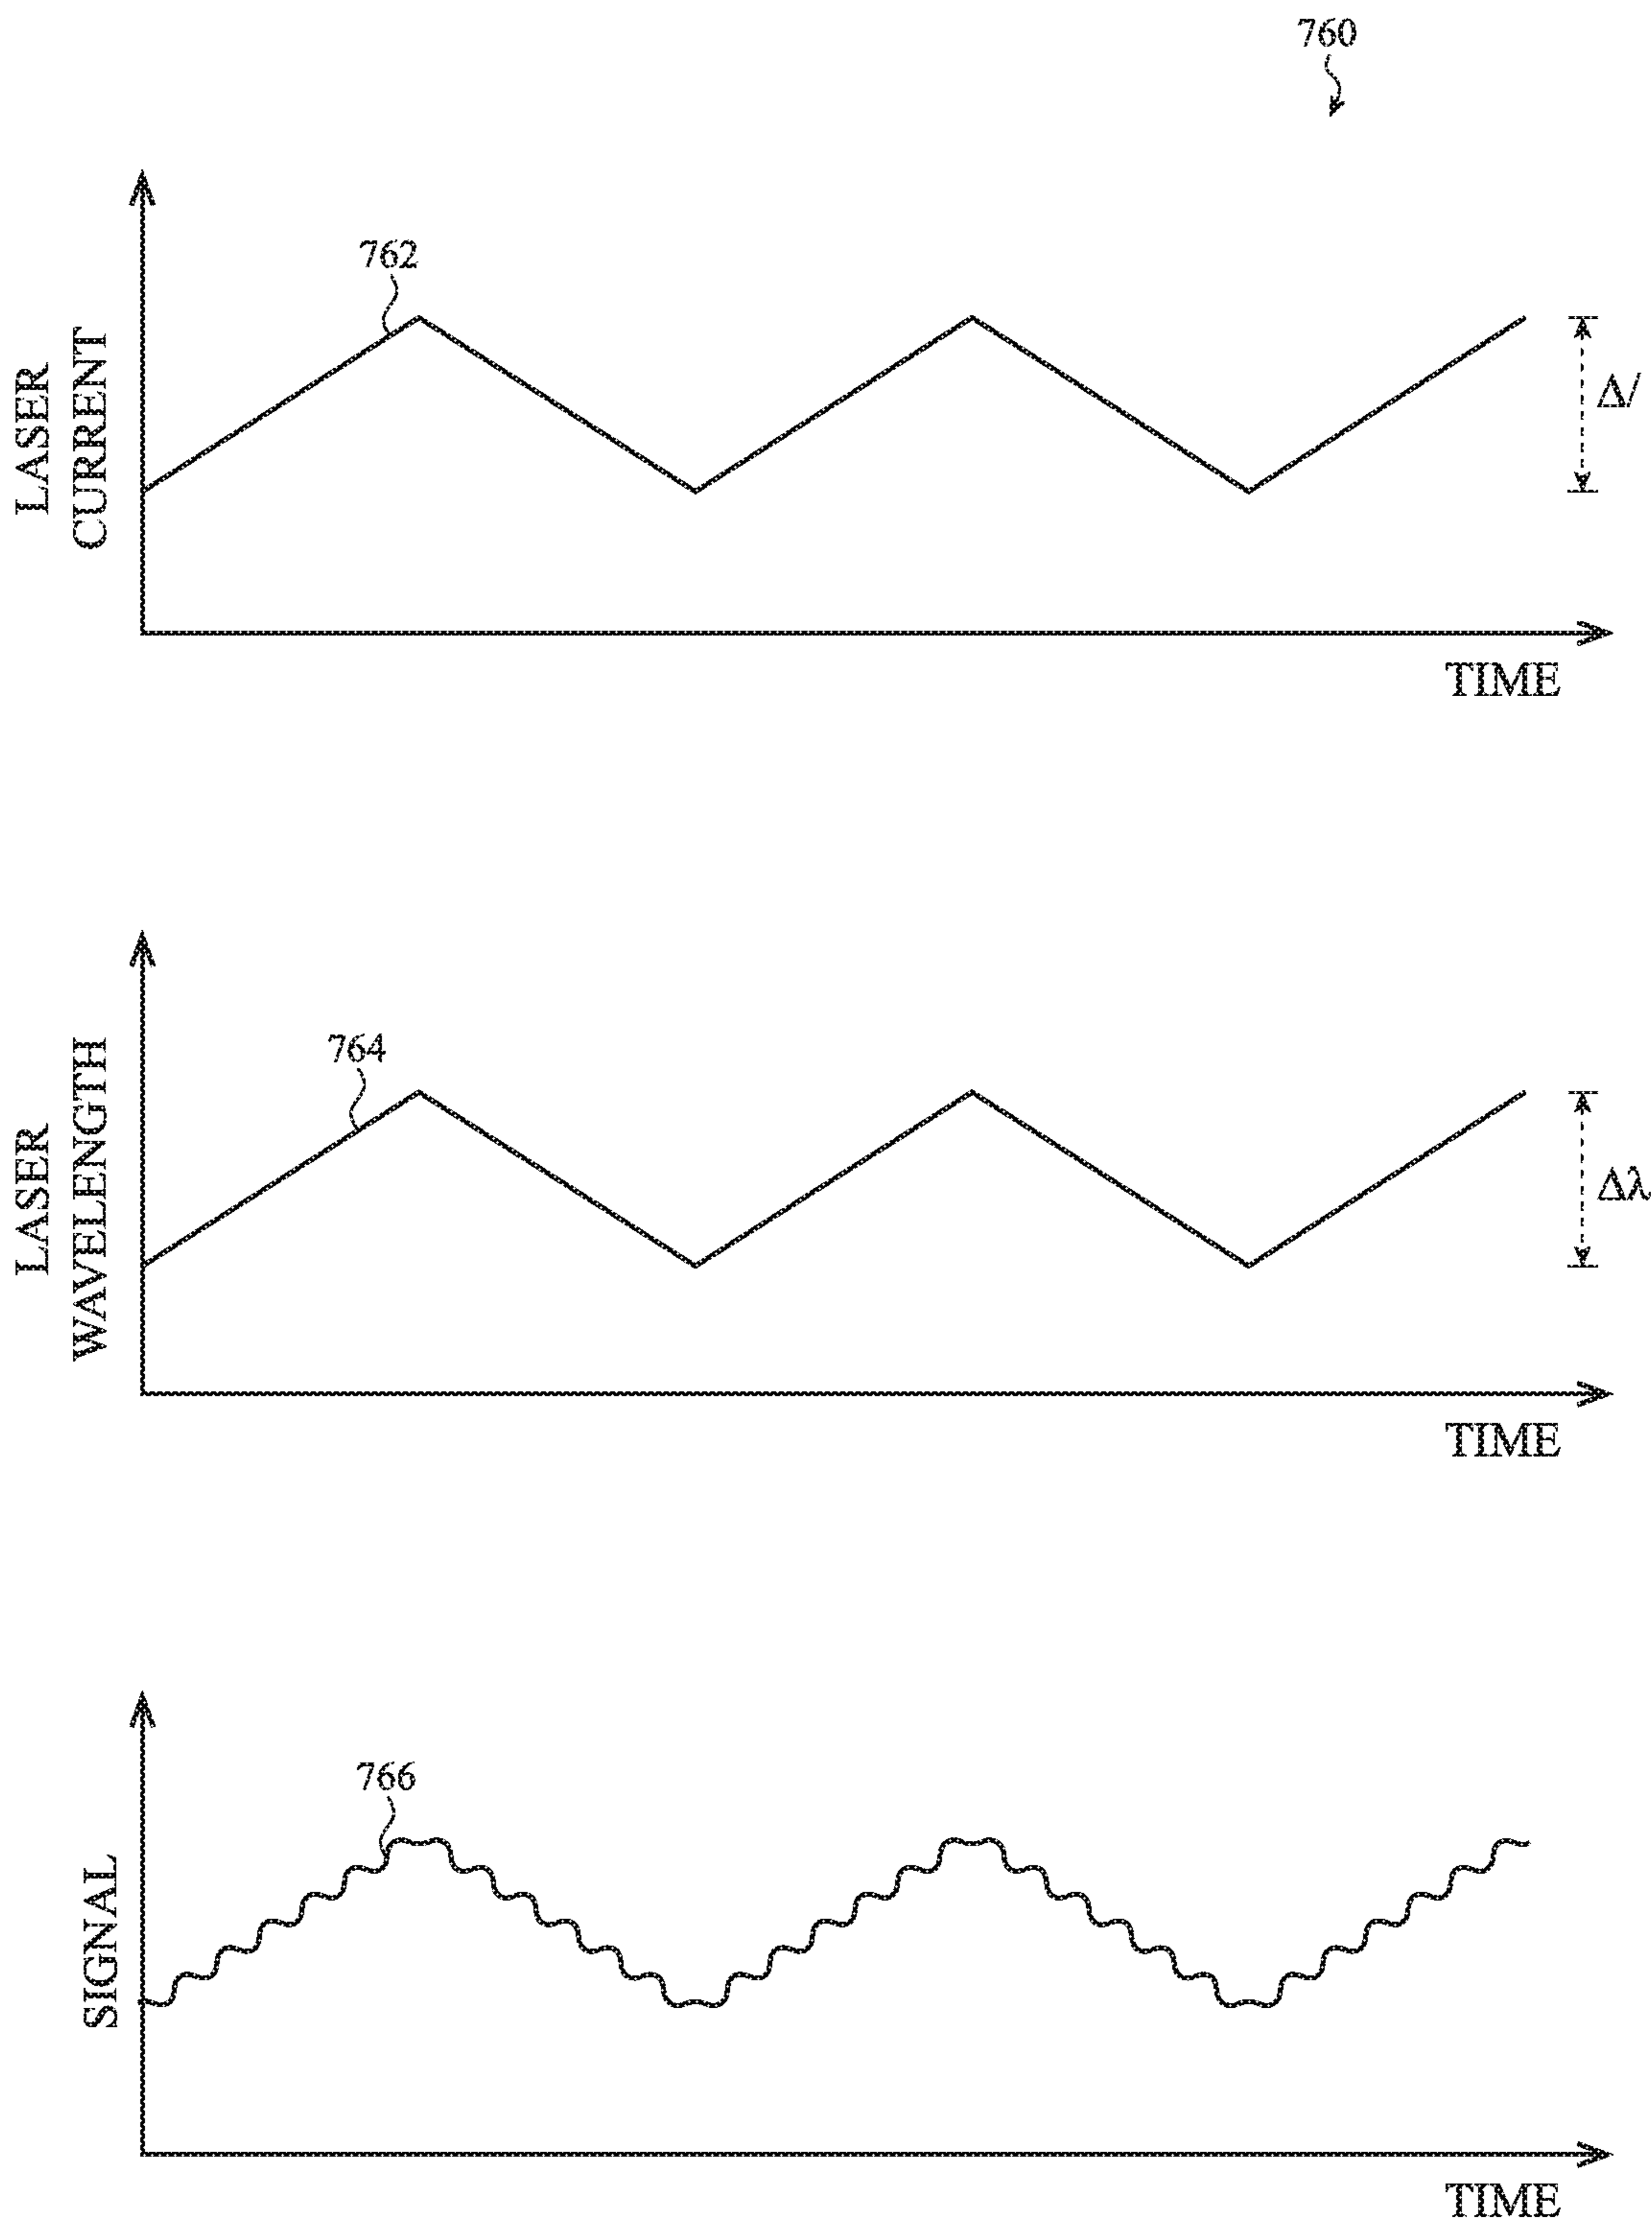 760
762
LASER
CURRENT
ΔI
TIME
764
LASER
WAVELENGTH
Δλ
TIME
766
SIGNAL
TIME